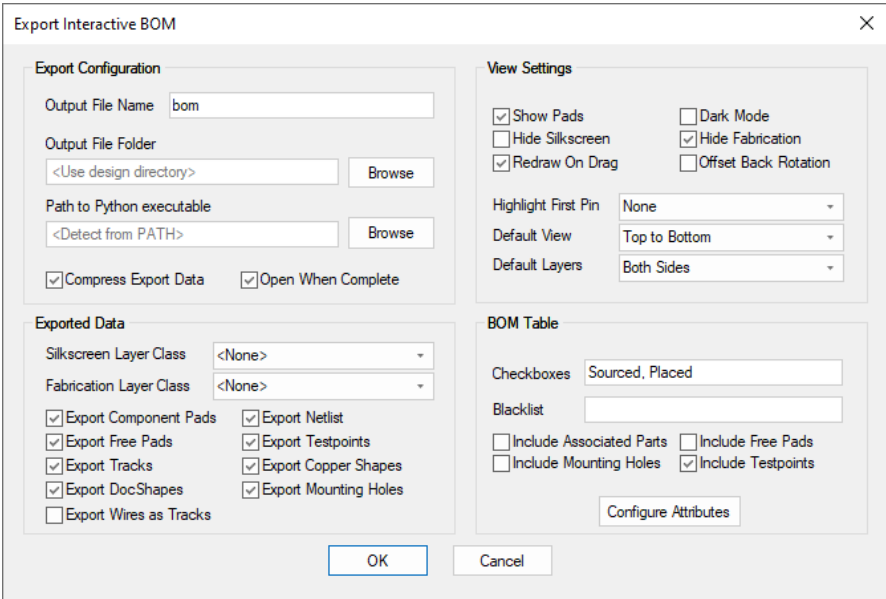 Export Interactive BOM
Export Configuration
Output File Name bom
Output File Folder
<Use design directory> Browse
Path to Python executable
<Detect from PATH> Browse
Compress Export Data Open When Complete
View Settings
Show Pads Dark Mode
Hide Silkscreen Hide Fabrication
Redraw On Drag Offset Back Rotation
Highlight First Pin None
Default View Top to Bottom
Default Layers Both Sides
Exported Data
Silkscreen Layer Class <None>
Fabrication Layer Class <None>
Export Component Pads Export Netlist
Export Free Pads Export Testpoints
Export Tracks Export Copper Shapes
Export DocShapes Export Mounting Holes
Export Wires as Tracks
BOM Table
Checkboxes Sourced, Placed
Blacklist
Include Associated Parts Include Free Pads
Include Mounting Holes Include Testpoints
Configure Attributes
OK Cancel